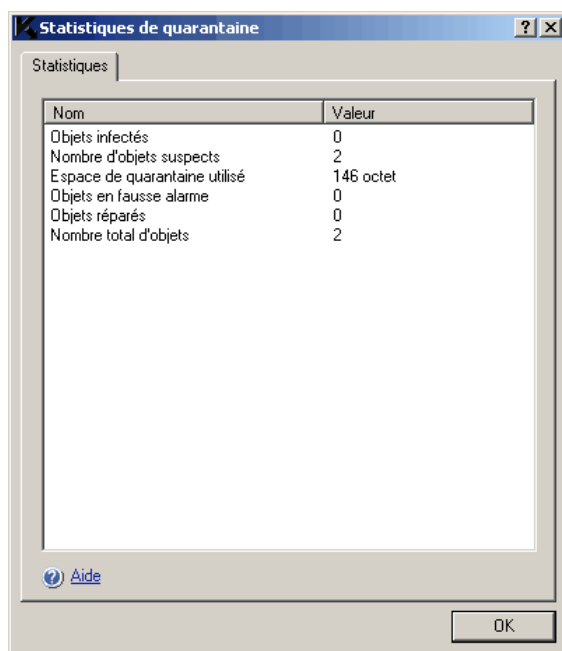 Statistiques de quarantaine
Statistiques
Nom Valeur
Objets infectés 0
Nombre d'objets suspects 2
Espace de quarantaine utilisé 146 octet
Objets en fausse alarme 0
Objets réparés 0
Nombre total d'objets 2
Aide
OK